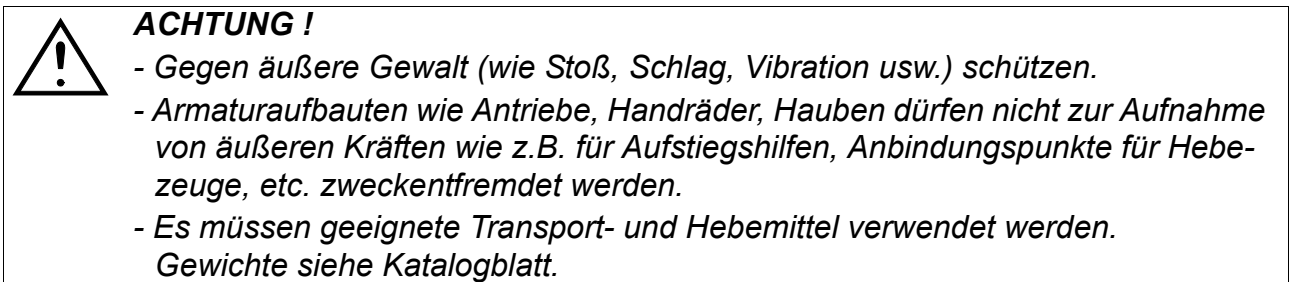 ACHTUNG !
- Gegen äußere Gewalt (wie Stoß, Schlag, Vibration usw.) schützen.
- Armaturaufbauten wie Antriebe, Handräder, Hauben dürfen nicht zur Aufnahme
von äußeren Kräften wie z.B. für Aufstiegshilfen, Anbindungspunkte für Hebe-
zeuge, etc. zweckentfremdet werden.
- Es müssen geeignete Transport- und Hebemittel verwendet werden.
Gewichte siehe Katalogblatt.